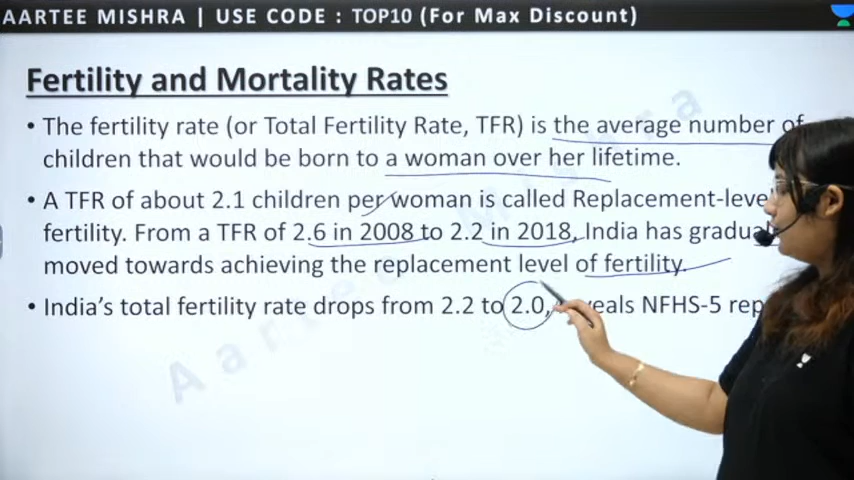 AARTEE MISHRA | USE CODE : TOP10 (For Max Discount)
Fertility and Mortality Rates
• The fertility rate (or Total Fertility Rate, TFR) is the average number of
children that would be born to a woman over her lifetime.
• A TFR of about 2.1 children per woman is called Replacement-level
fertility. From a TFR of 2.6 in 2008 to 2.2 in 2018, India has gradual
moved towards achieving the replacement level of fertility.
• India's total fertility rate drops from 2.2 to 2.0, NFHS-5
Aartee Mishra